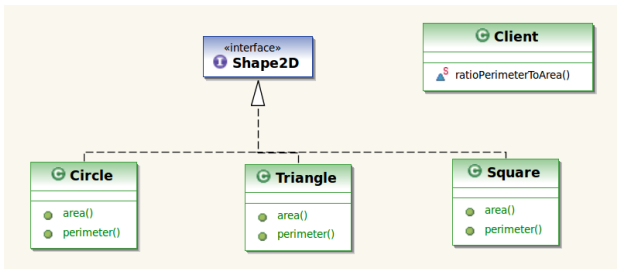 «interface»
I Shape2D
C Client
S ratioPerimeterToArea()
C Circle
area()
perimeter()
C Triangle
area()
perimeter()
C Square
area()
perimeter()